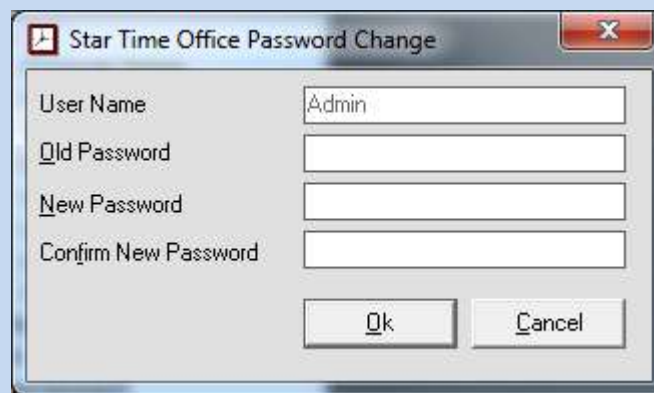 Star Time Office Password Change
User Name Admin
Old Password
New Password
Confirm New Password
Ok Cancel